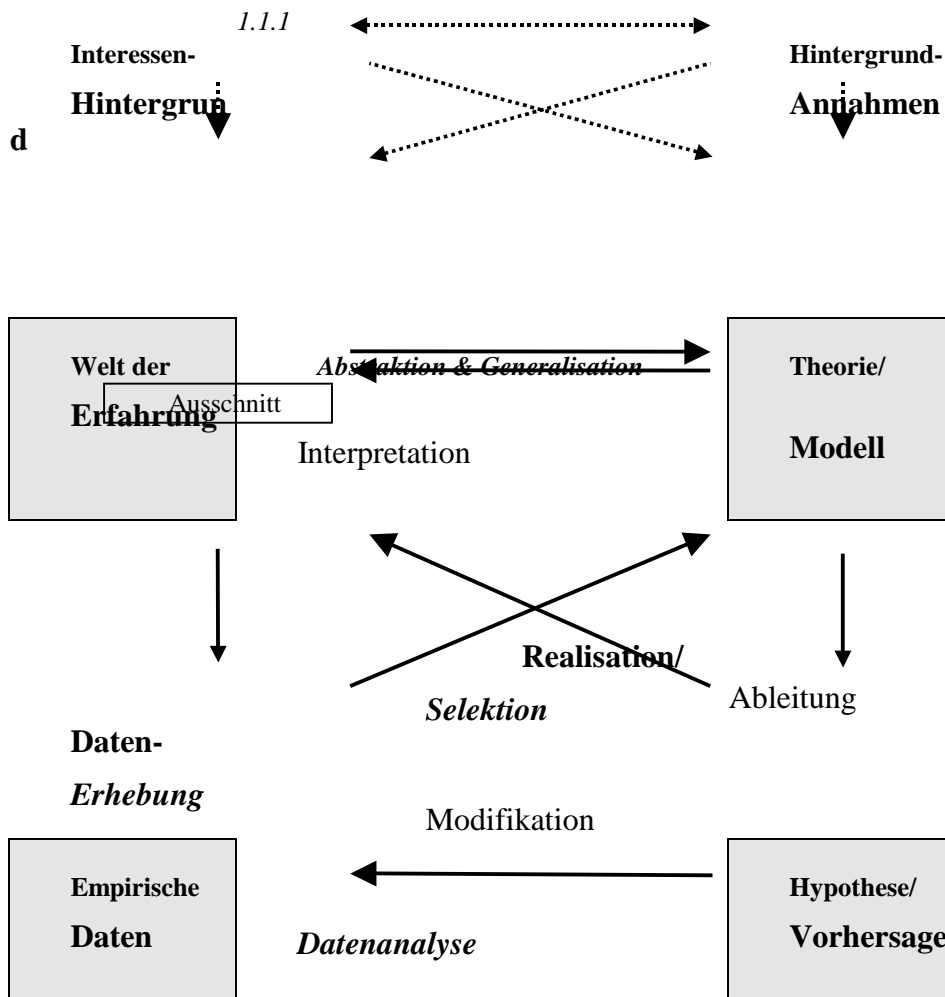 1.1.1
Interessen-
Hintergrund-
Hintergrun
Annahmen
d
Welt der
Abstraktion & Generalisation
Theorie/
Erfahrung
Ausschnitt
Interpretation
Modell
Realisation/
Selektion
Ableitung
Daten-
Erhebung
Modifikation
Empirische
Hypothese/
Daten
Datenanalyse
Vorhersage